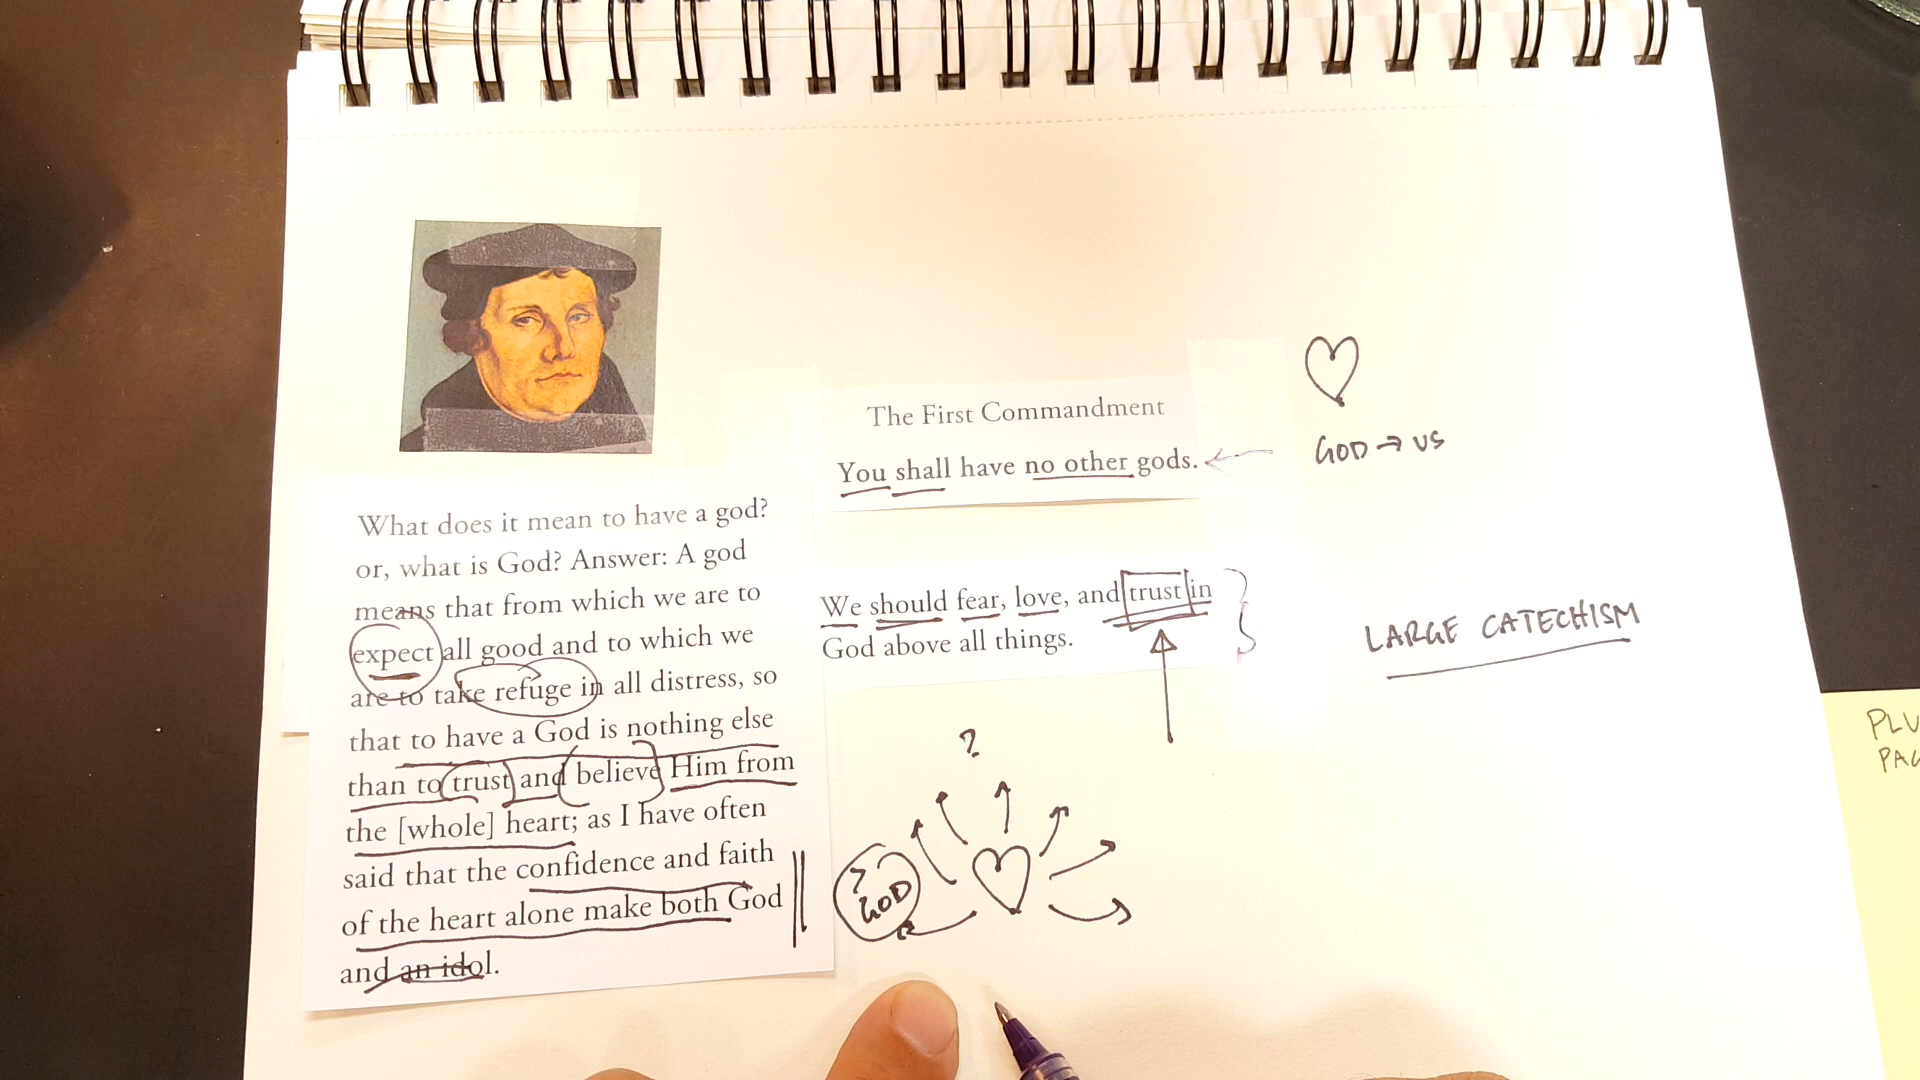 What does it mean to have a god?
or, what is God? Answer: A god
means that from which we are to
expect all good and to which we
are to take refuge in all distress, so
that to have a God is nothing else
than to trust and believe Him from
the [whole] heart; as I have often
said that the confidence and faith
of the heart alone make both God
and an idol.
The First Commandment
You shall have no other gods.
We should fear, love, and trust in
God above all things.
?
GOD
GOD → US
LARGE CATECHISM